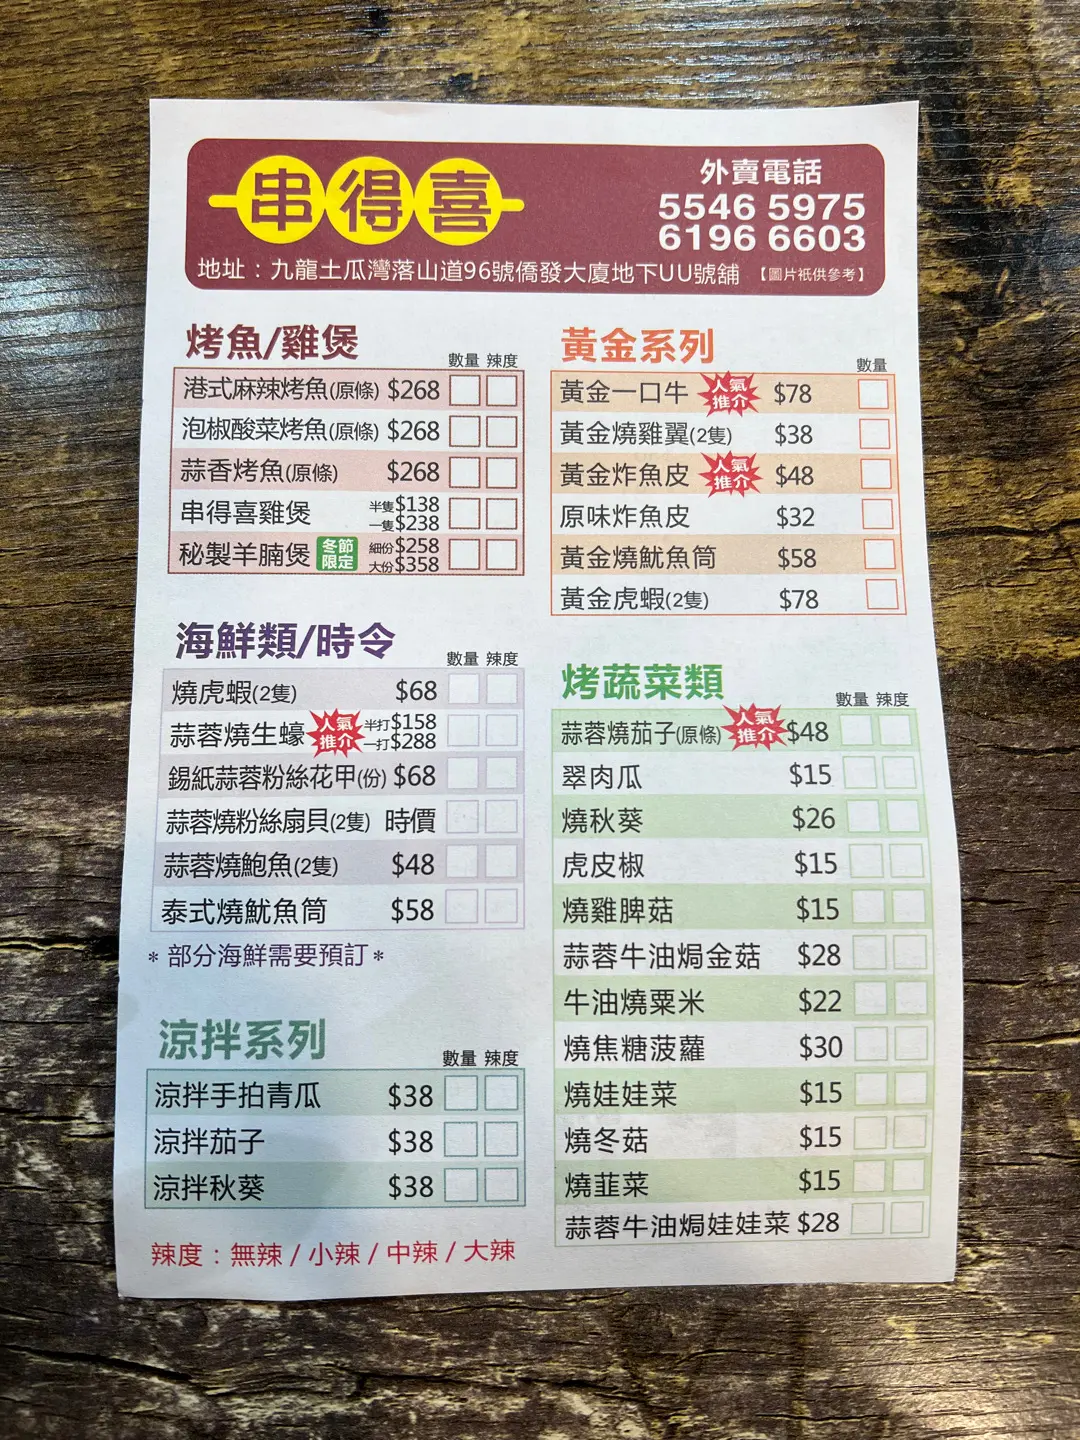 串得喜
外賣電話
5546 5975
6196 6603
地址：九龍土瓜灣落山道96號僑發大廈地下UU號舖 【圖片衹供參考】
烤魚/雞煲
數量 辣度
港式麻辣烤魚(原條) $268
泡椒酸菜烤魚(原條) $268
蒜香烤魚(原條) $268
串得喜雞煲 半隻$138
一隻$238
秘製羊腩煲 冬節限定 細份$258
大份$358
海鮮類/時令
數量 辣度
燒虎蝦(2隻) $68
蒜蓉燒生蠔 人氣推介 半打$158
一打$288
錫紙蒜蓉粉絲花甲(份) $68
蒜蓉燒粉絲扇貝(2隻) 時價
蒜蓉燒鮑魚(2隻) $48
泰式燒魷魚筒 $58
* 部分海鮮需要預訂 *
涼拌系列
數量 辣度
涼拌手拍青瓜 $38
涼拌茄子 $38
涼拌秋葵 $38
辣度：無辣 / 小辣 / 中辣 / 大辣
黃金系列
數量
黃金一口牛 人氣推介 $78
黃金燒雞翼(2隻) $38
黃金炸魚皮 人氣推介 $48
原味炸魚皮 $32
黃金燒魷魚筒 $58
黃金虎蝦(2隻) $78
烤蔬菜類
數量 辣度
蒜蓉燒茄子(原條) 人氣推介 $48
翠肉瓜 $15
燒秋葵 $26
虎皮椒 $15
燒雞脾菇 $15
蒜蓉牛油焗金菇 $28
牛油燒粟米 $22
燒焦糖菠蘿 $30
燒娃娃菜 $15
燒冬菇 $15
燒韮菜 $15
蒜蓉牛油焗娃娃菜 $28